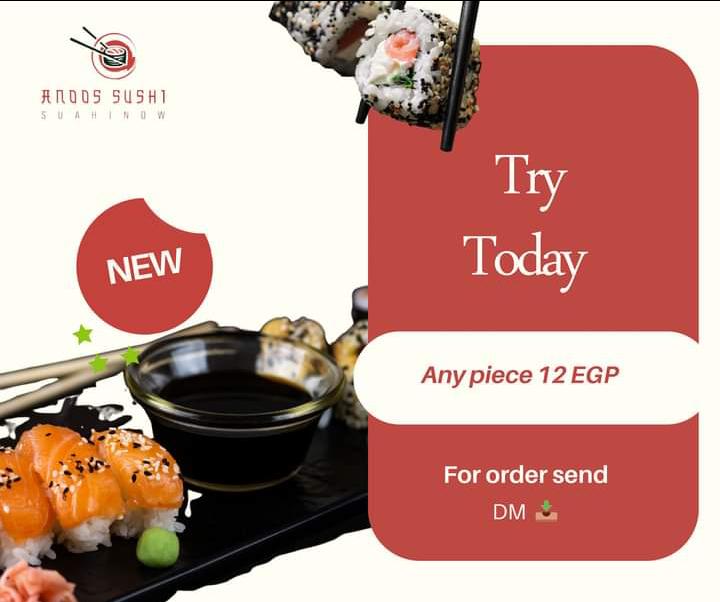 ANOOS SUSHI
SUAHINOW
NEW
Try
Today
Any piece 12 EGP
For order send
DM